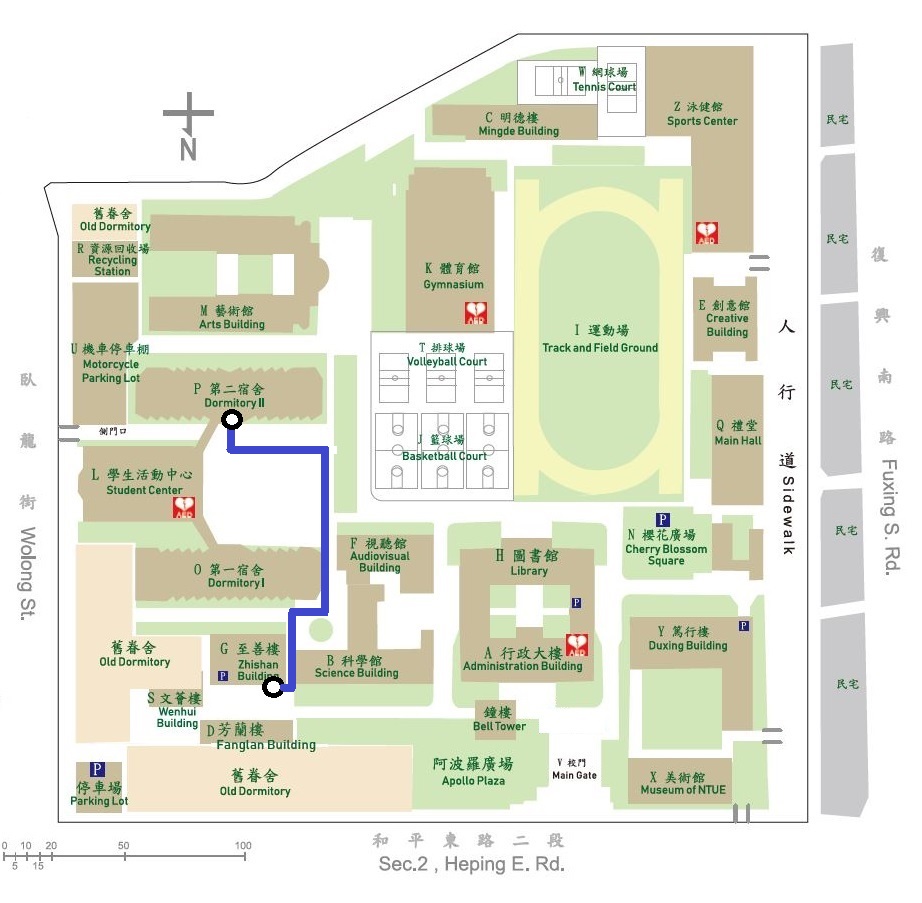 W 網球場
Tennis Court
C 明德樓
Mingde Building
Z 泳健館
Sports Center
民宅
N
舊眷舍
Old Dormitory
R 資源回收場
Recycling
Station
AED
民宅
復興南路
Fuxing S. Rd.
K 體育館
Gymnasium
AED
M 藝術館
Arts Building
E 創意館
Creative
Building
人行道 Sidewalk
I 運動場
Track and Field Ground
U 機車停車棚
Motorcycle
Parking Lot
T 排球場
Volleyball Court
P 第二宿舍
Dormitory II
民宅
臥龍街
Wolong St.
側門口
J 籃球場
Basketball Court
Q 禮堂
Main Hall
L 學生活動中心
Student Center
AED
P
N 櫻花廣場
Cherry Blossom
Square
民宅
F 視聽館
Audiovisual
Building
H 圖書館
Library
O 第一宿舍
Dormitory I
P
舊眷舍
Old Dormitory
G 至善樓
Zhishan
Building
P
B 科學館
Science Building
A 行政大樓
Administration Building
AED
Y 篤行樓
Duxing Building
P
民宅
S 文薈樓
Wenhui
Building
D 芳蘭樓
Fanglan Building
鐘樓
Bell Tower
P
停車場
Parking Lot
舊眷舍
Old Dormitory
阿波羅廣場
Apollo Plaza
V 校門
Main Gate
X 美術館
Museum of NTUE
和平東路二段
Sec.2 , Heping E. Rd.
0 10 20 50 100
5 15